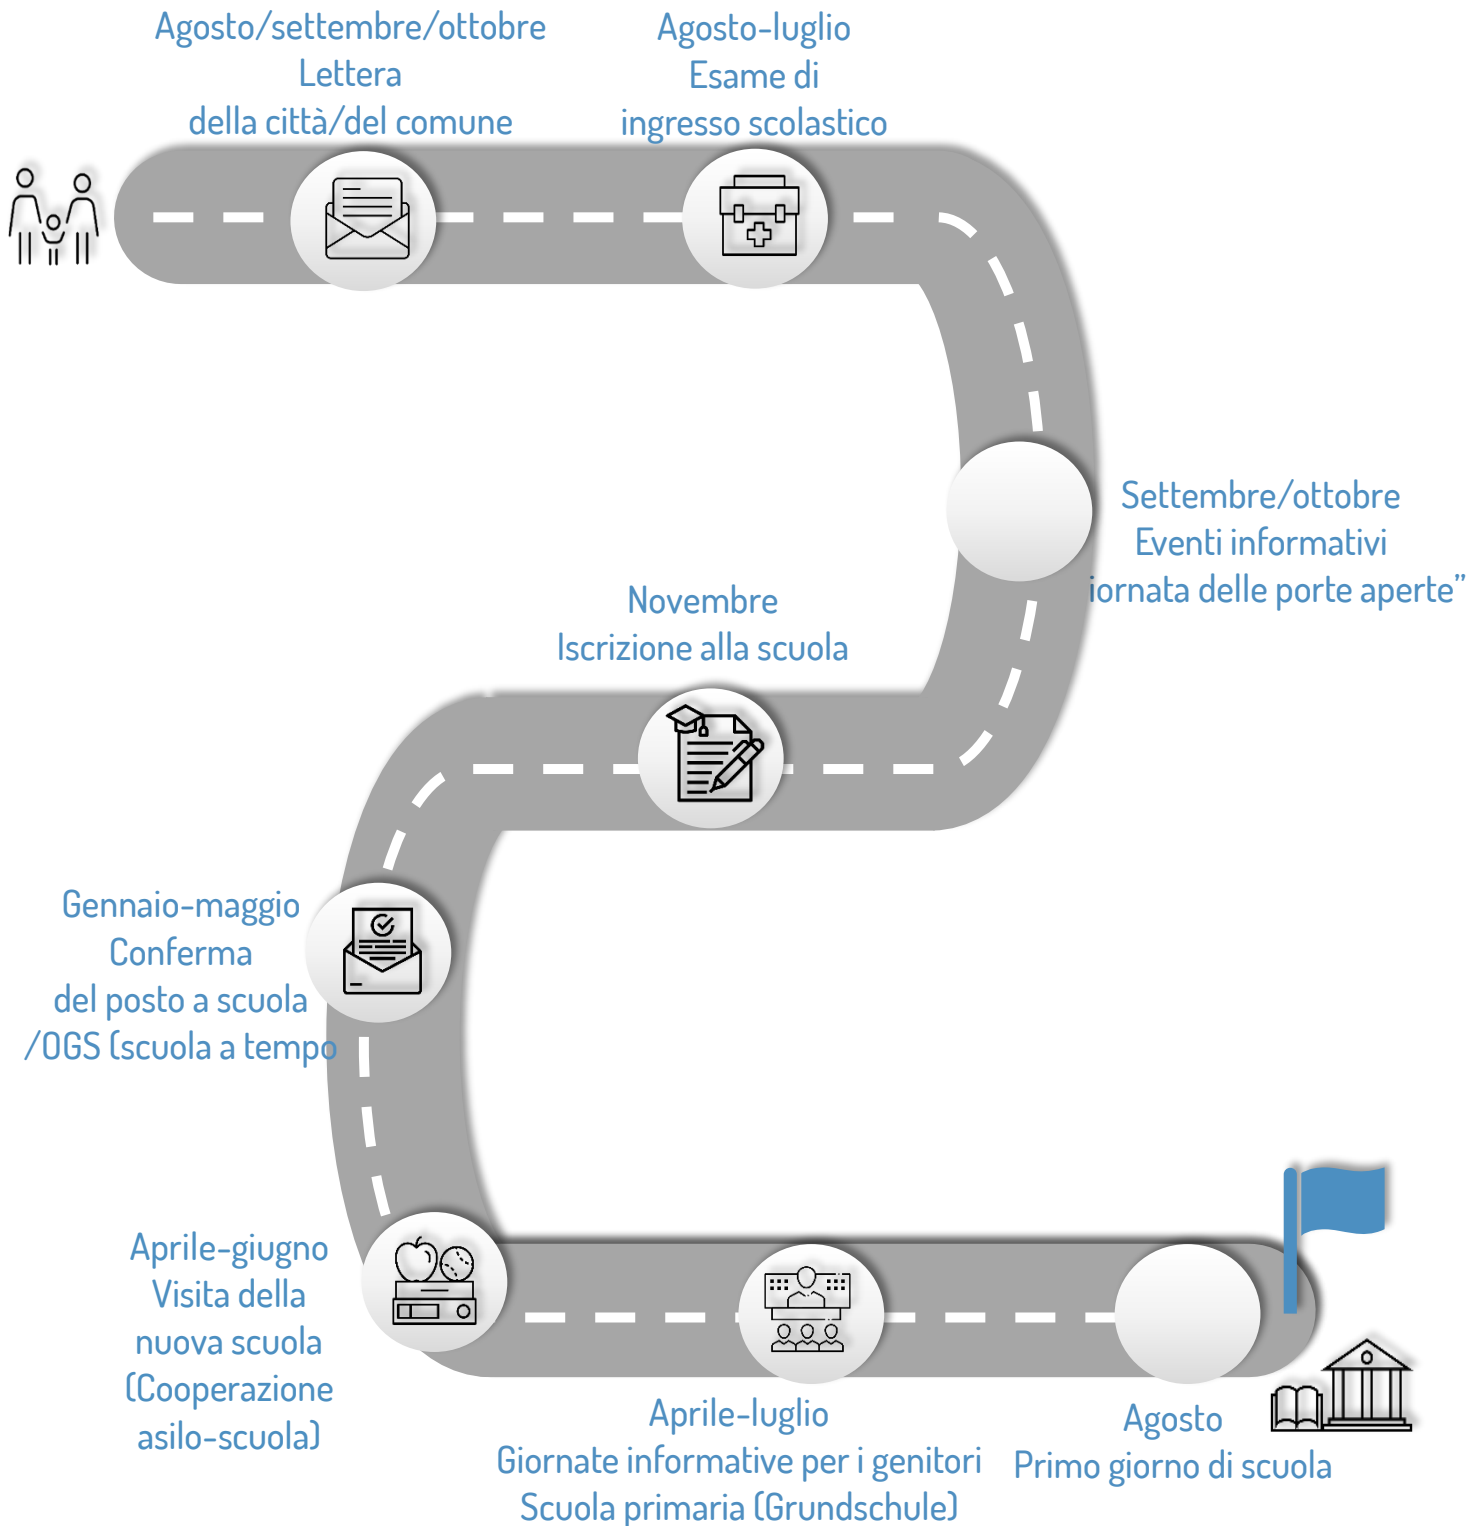 Agosto/settembre/ottobre
Lettera
della città/del comune
Agosto-luglio
Esame di
ingresso scolastico
Settembre/ottobre
Eventi informativi
iornata delle porte aperte”
Novembre
Iscrizione alla scuola
Gennaio-maggio
Conferma
del posto a scuola
/OGS (scuola a tempo
Aprile-giugno
Visita della
nuova scuola
(Cooperazione
asilo-scuola)
Aprile-luglio
Giornate informative per i genitori
Scuola primaria (Grundschule)
Agosto
Primo giorno di scuola